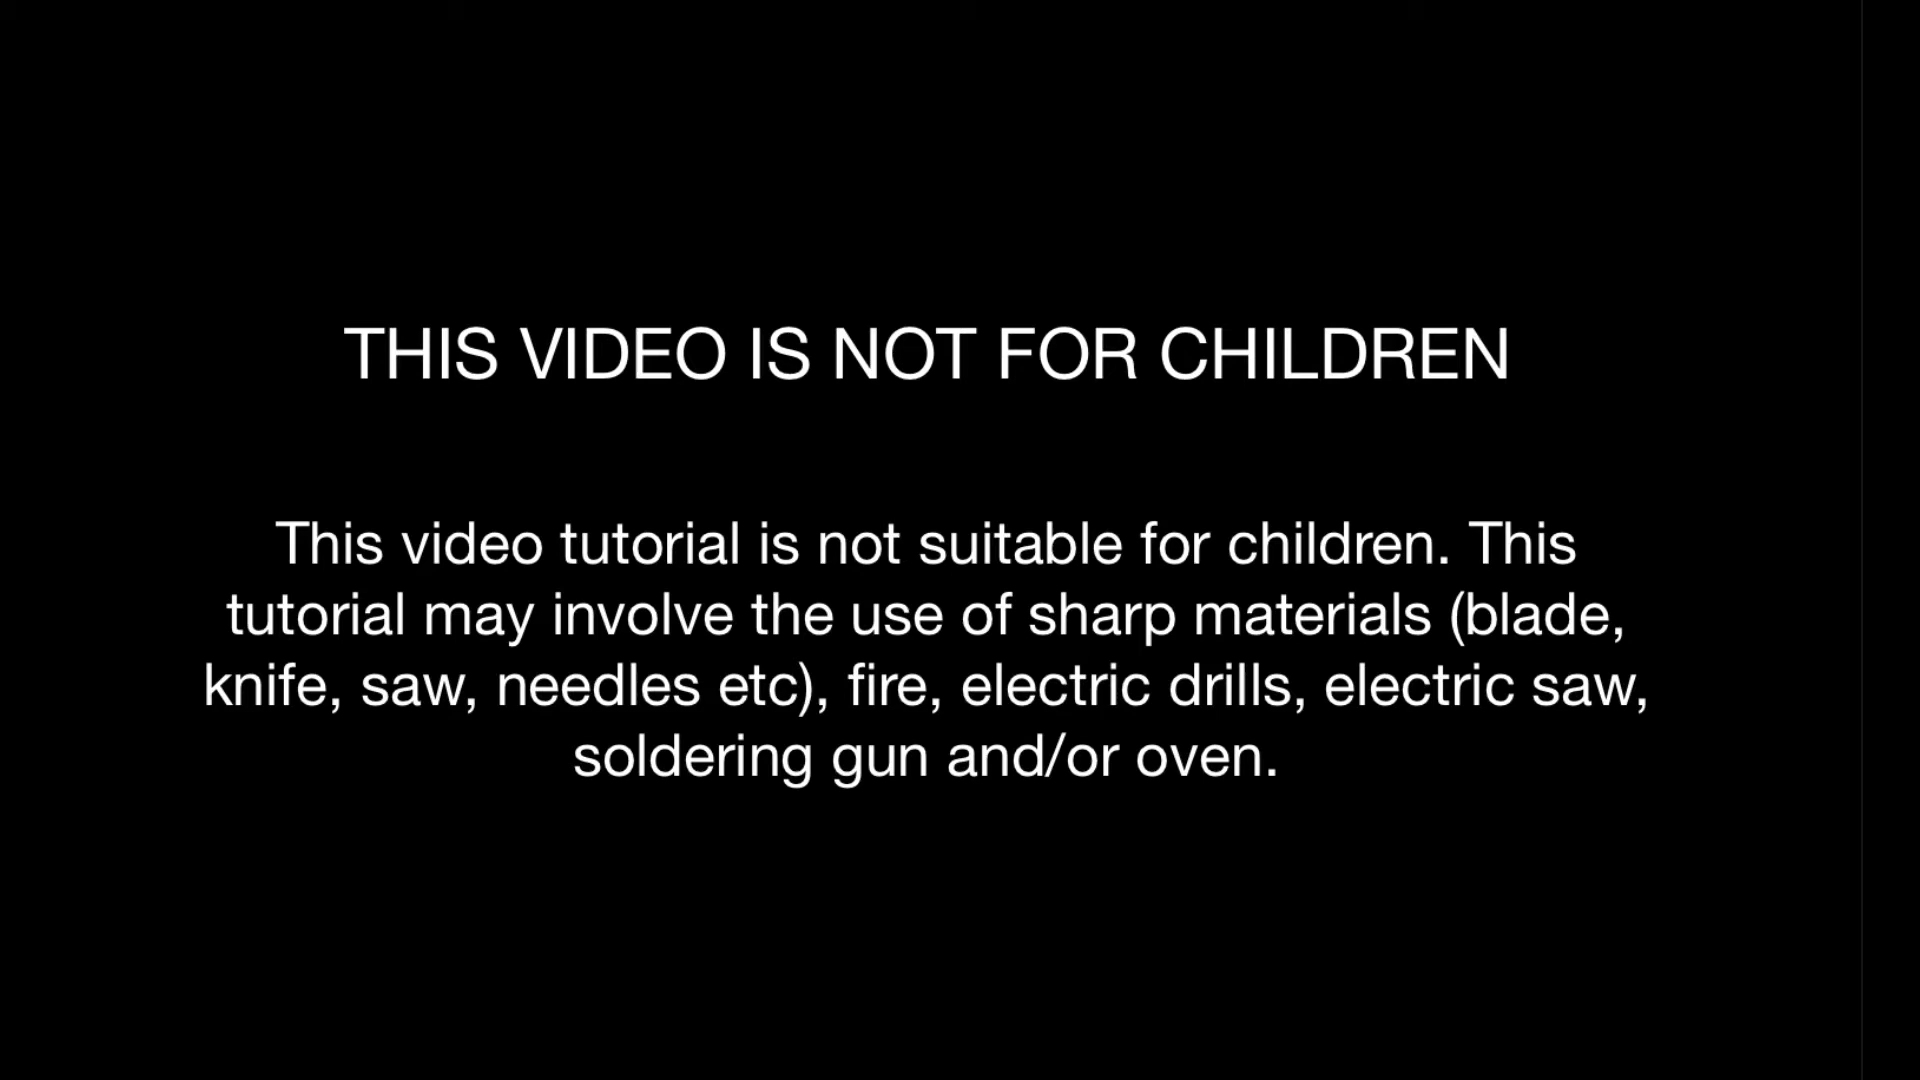 THIS VIDEO IS NOT FOR CHILDREN
This video tutorial is not suitable for children. This
tutorial may involve the use of sharp materials (blade,
knife, saw, needles etc), fire, electric drills, electric saw,
soldering gun and/or oven.